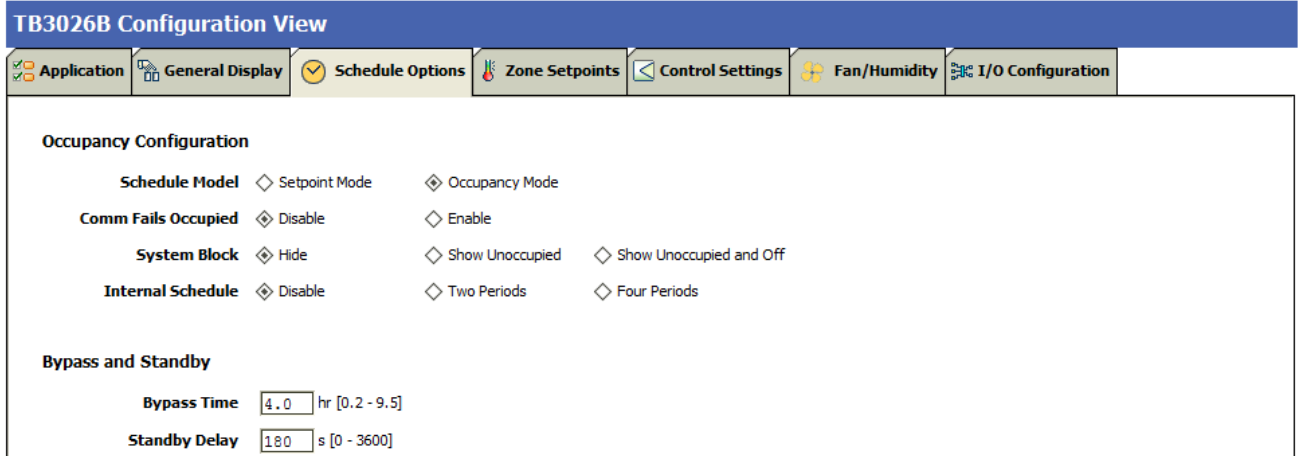 TB3026B Configuration View
Application General Display Schedule Options Zone Setpoints Control Settings Fan/Humidity I/O Configuration
Occupancy Configuration
Schedule Model Setpoint Mode Occupancy Mode
Comm Fails Occupied Disable Enable
System Block Hide Show Unoccupied Show Unoccupied and Off
Internal Schedule Disable Two Periods Four Periods
Bypass and Standby
Bypass Time 4.0 hr [0.2 - 9.5]
Standby Delay 180 s [0 - 3600]